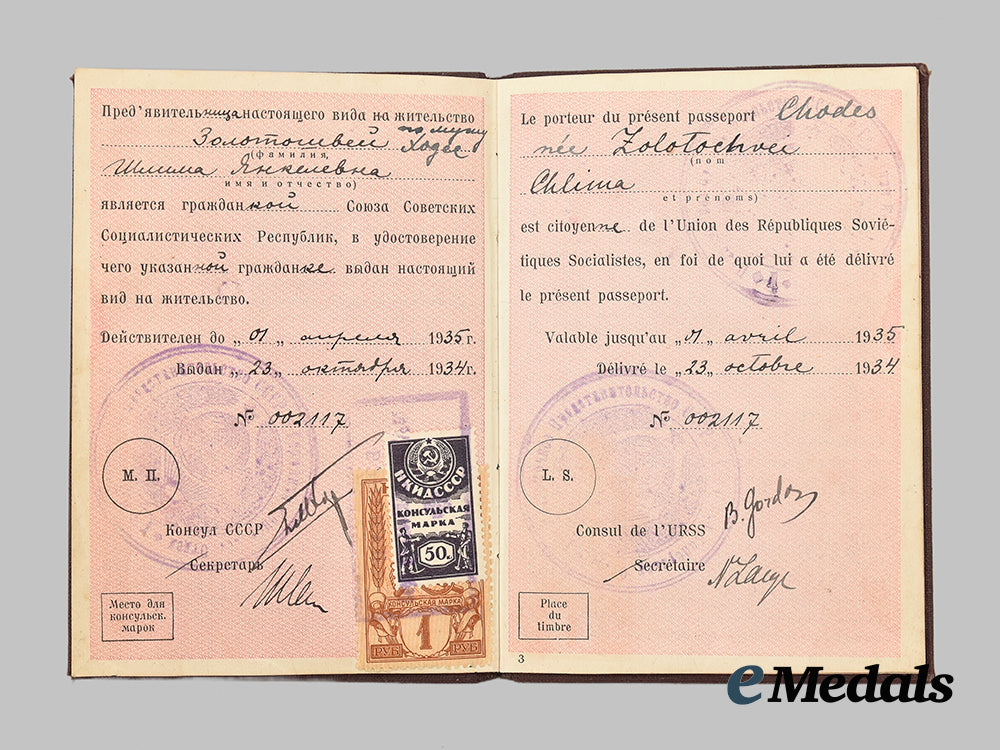 Пред'явительница настоящего вида на жительство
Золотошвей по мужу Ходес
(фамилия,
Шлима Янкелевна
имя и отчество)
является гражданкой Союза Советских
Социалистических Республик, в удостоверение
чего указанной гражданке выдан настоящий
вид на жительство.
Действителен до „01„ апреля 1935 г.
Выдан „23„ октября 1934 г.
№ 002117
М. П.
Консул СССР
Секретарь
Место для
консульск.
марок
НКИД СССР
КОНСУЛЬСКАЯ
МАРКА
50 к
КОНСУЛЬСКАЯ МАРКА
1
РУБ РУБ
Le porteur du présent passeport Chodes
née Zolotochvei
(nom
Chlima
et prénoms)
est citoyenne de l'Union des Républiques Sovié-
tiques Socialistes, en foi de quoi lui a été délivré
le présent passeport.
Valable jusqu'au „01„ avril 1935
Délivré le „23„ octobre 1934
№ 002117
L. S.
Consul de l'URSS B. Gordon
Secrétaire
Place
du
timbre
3
eMedals